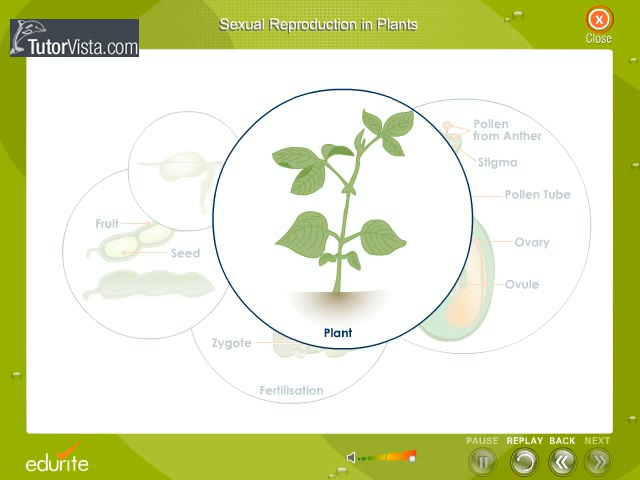 Sexual Reproduction in Plants
X
Close
TutorVista.com
Pollen
from Anther
Stigma
Pollen Tube
Ovary
Ovule
Fruit
Seed
Plant
Zygote
Fertilisation
PAUSE REPLAY BACK NEXT
edurite